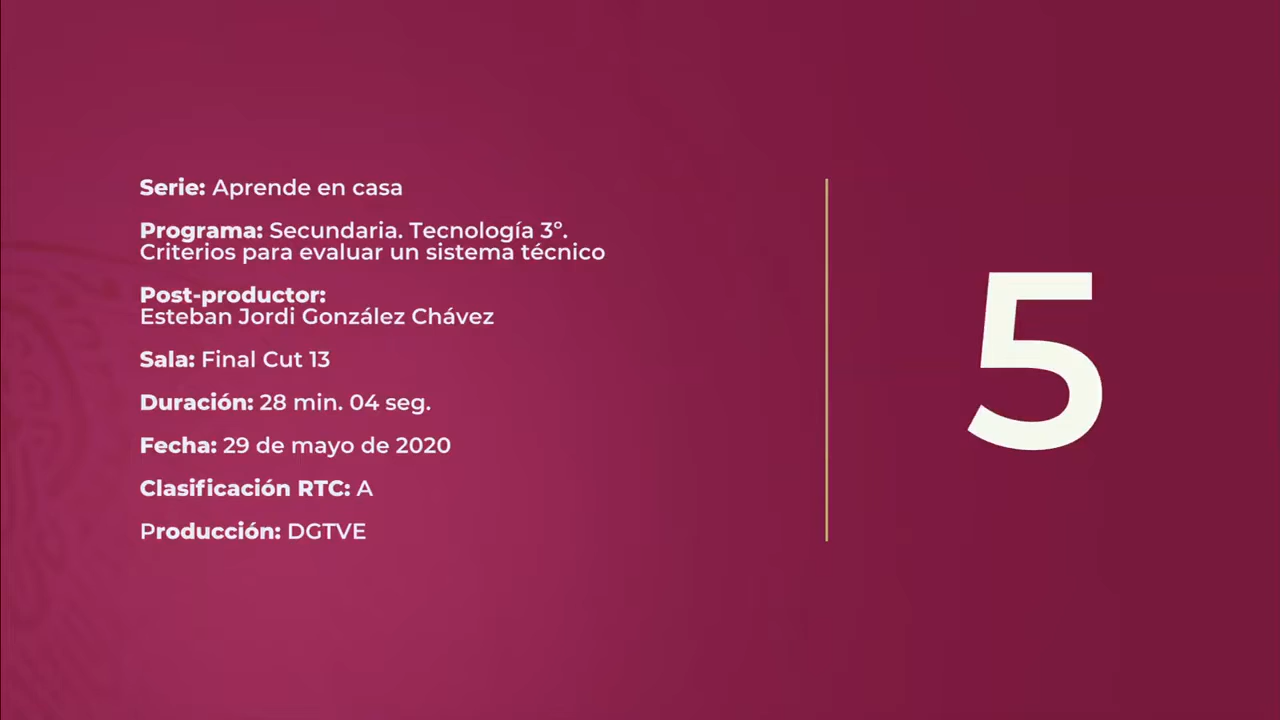 Serie: Aprende en casa
Programa: Secundaria. Tecnología 3º.
Criterios para evaluar un sistema técnico
Post-productor:
Esteban Jordi González Chávez
Sala: Final Cut 13
Duración: 28 min. 04 seg.
Fecha: 29 de mayo de 2020
Clasificación RTC: A
Producción: DGTVE
5